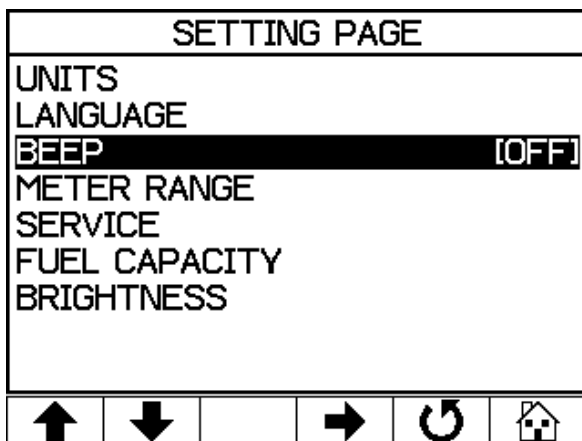 SETTING PAGE
UNITS
LANGUAGE
BEEP [OFF]
METER RANGE
SERVICE
FUEL CAPACITY
BRIGHTNESS